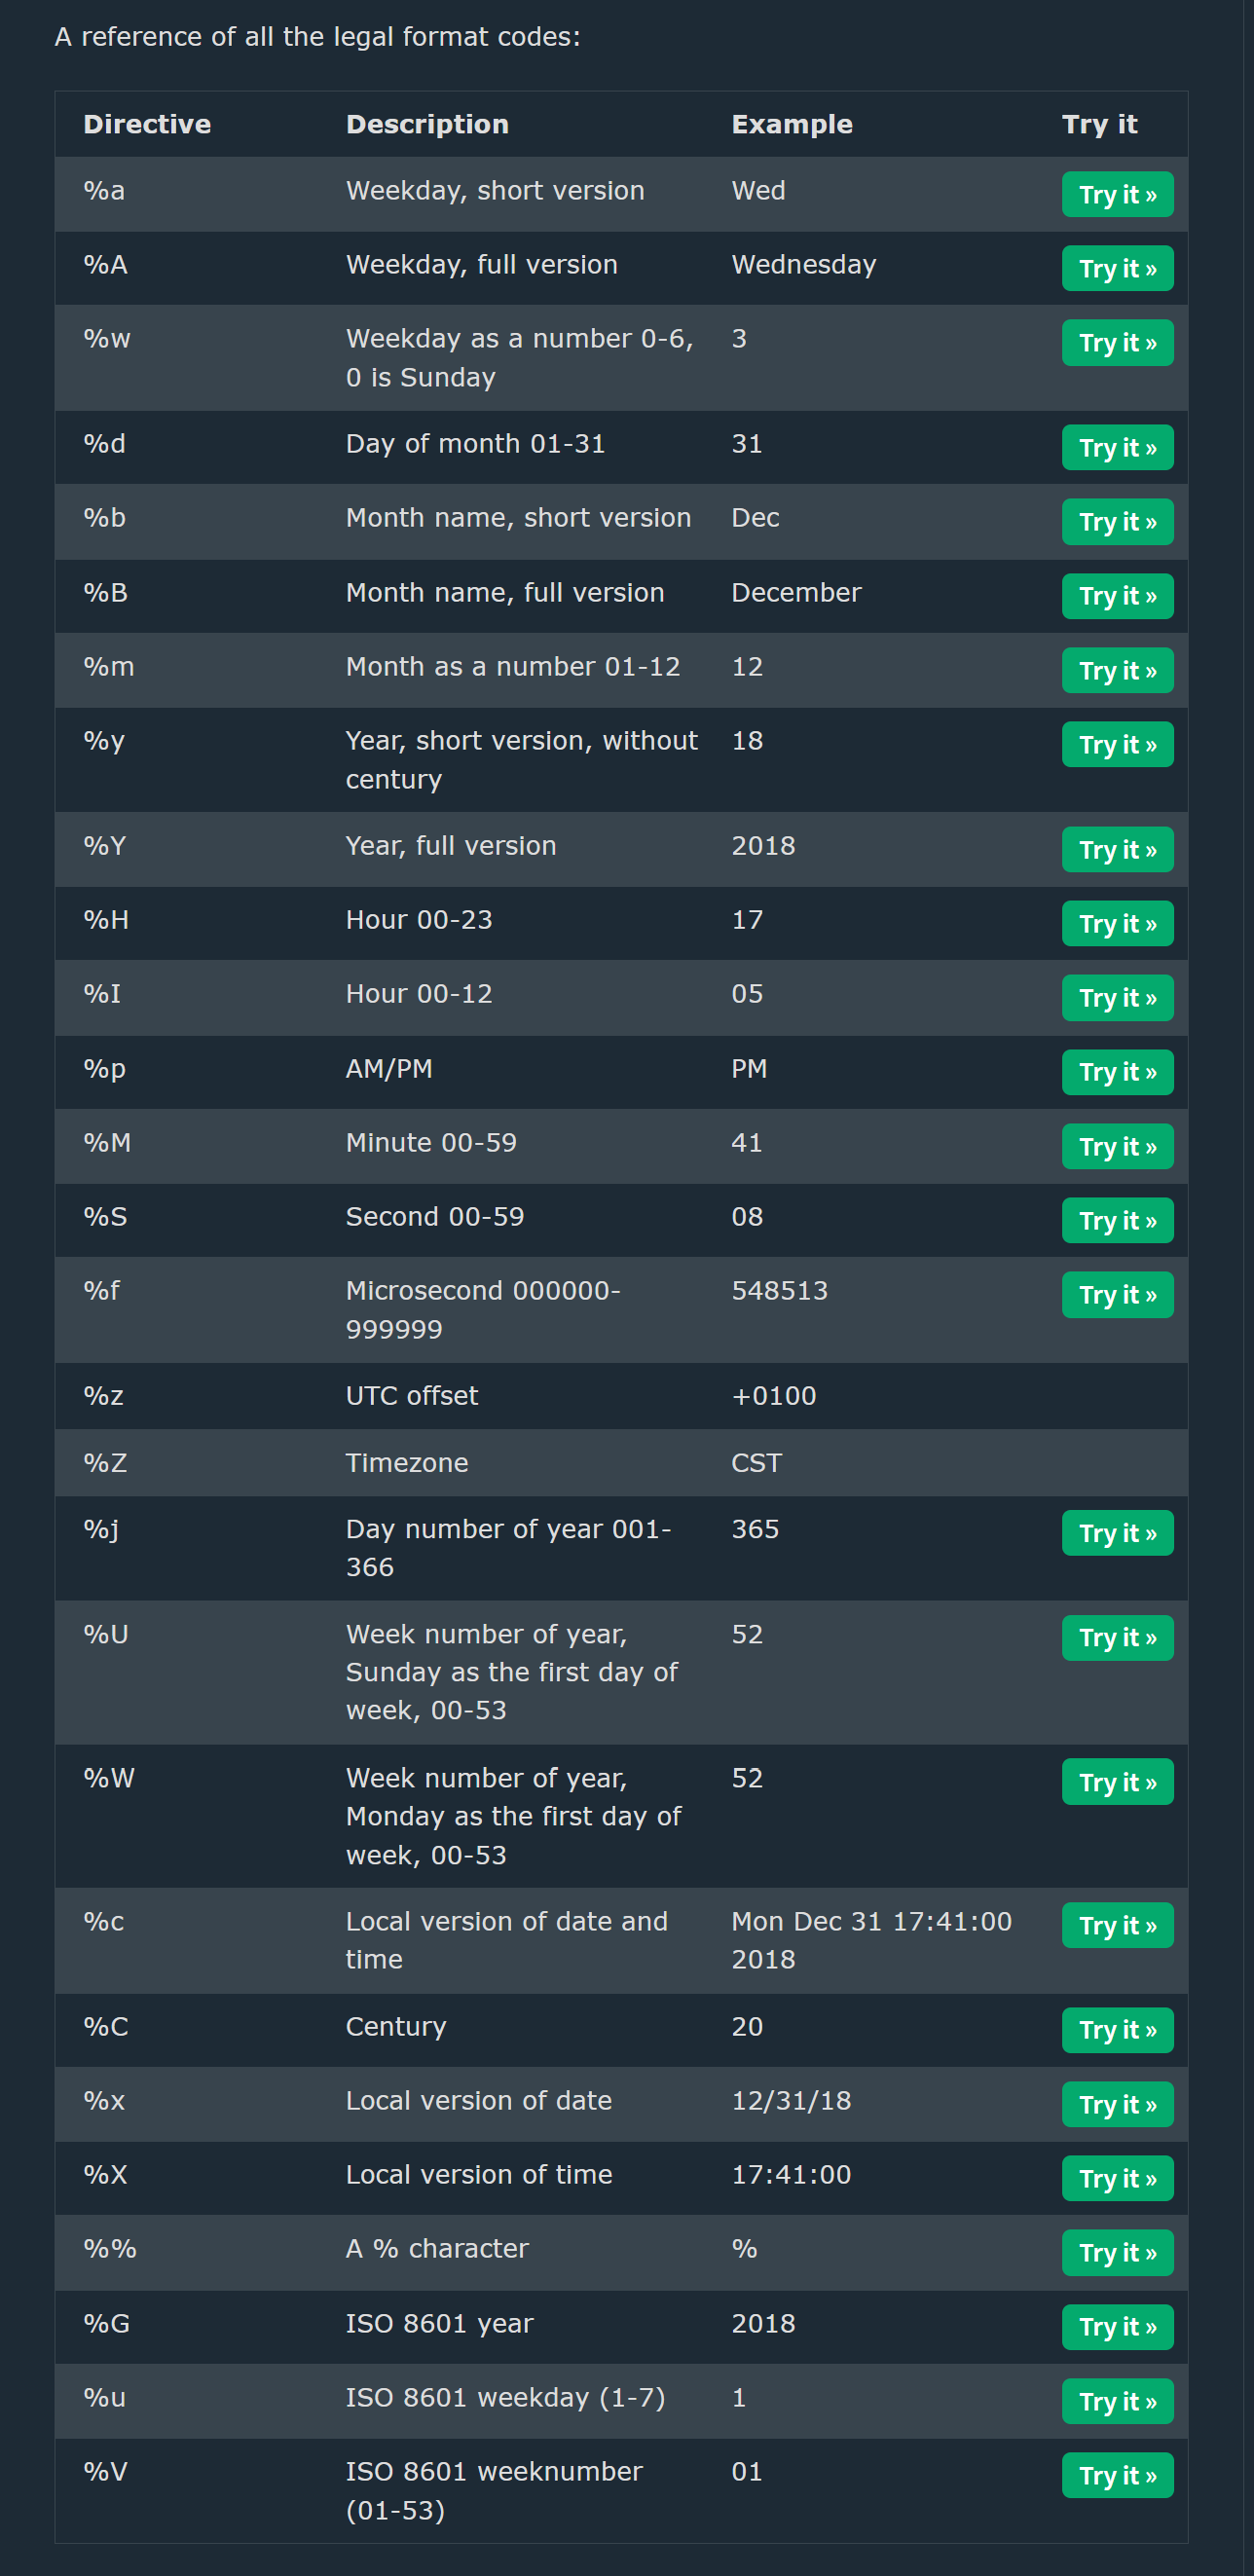 A reference of all the legal format codes:
Directive Description Example Try it
%a Weekday, short version Wed Try it »
%A Weekday, full version Wednesday Try it »
%w Weekday as a number 0-6, 3 Try it »
0 is Sunday
%d Day of month 01-31 31 Try it »
%b Month name, short version Dec Try it »
%B Month name, full version December Try it »
%m Month as a number 01-12 12 Try it »
%y Year, short version, without 18 Try it »
century
%Y Year, full version 2018 Try it »
%H Hour 00-23 17 Try it »
%I Hour 00-12 05 Try it »
%p AM/PM PM Try it »
%M Minute 00-59 41 Try it »
%S Second 00-59 08 Try it »
%f Microsecond 000000- 548513 Try it »
999999
%z UTC offset +0100
%Z Timezone CST
%j Day number of year 001- 365 Try it »
366
%U Week number of year, 52 Try it »
Sunday as the first day of
week, 00-53
%W Week number of year, 52 Try it »
Monday as the first day of
week, 00-53
%c Local version of date and Mon Dec 31 17:41:00 Try it »
time 2018
%C Century 20 Try it »
%x Local version of date 12/31/18 Try it »
%X Local version of time 17:41:00 Try it »
%% A % character % Try it »
%G ISO 8601 year 2018 Try it »
%u ISO 8601 weekday (1-7) 1 Try it »
%V ISO 8601 weeknumber 01 Try it »
(01-53)